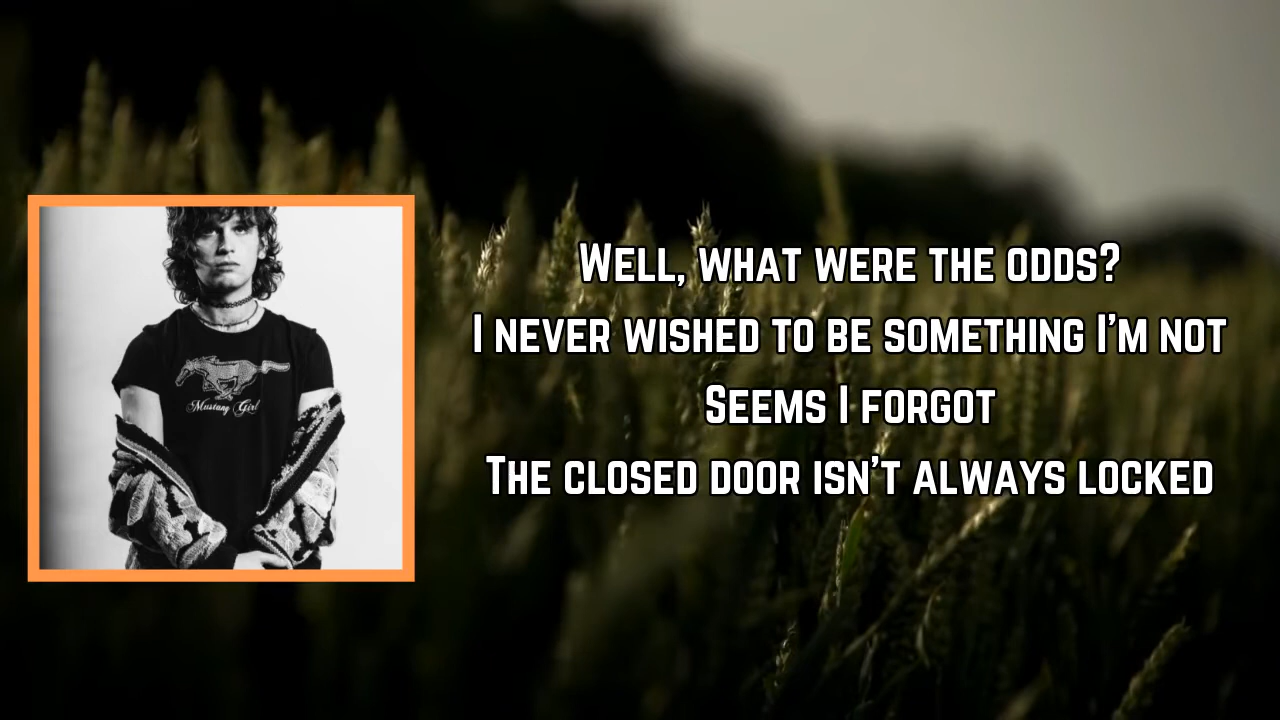 Mustang Girl
Well, what were the odds?
I never wished to be something I'm not
Seems I forgot
The closed door isn't always locked